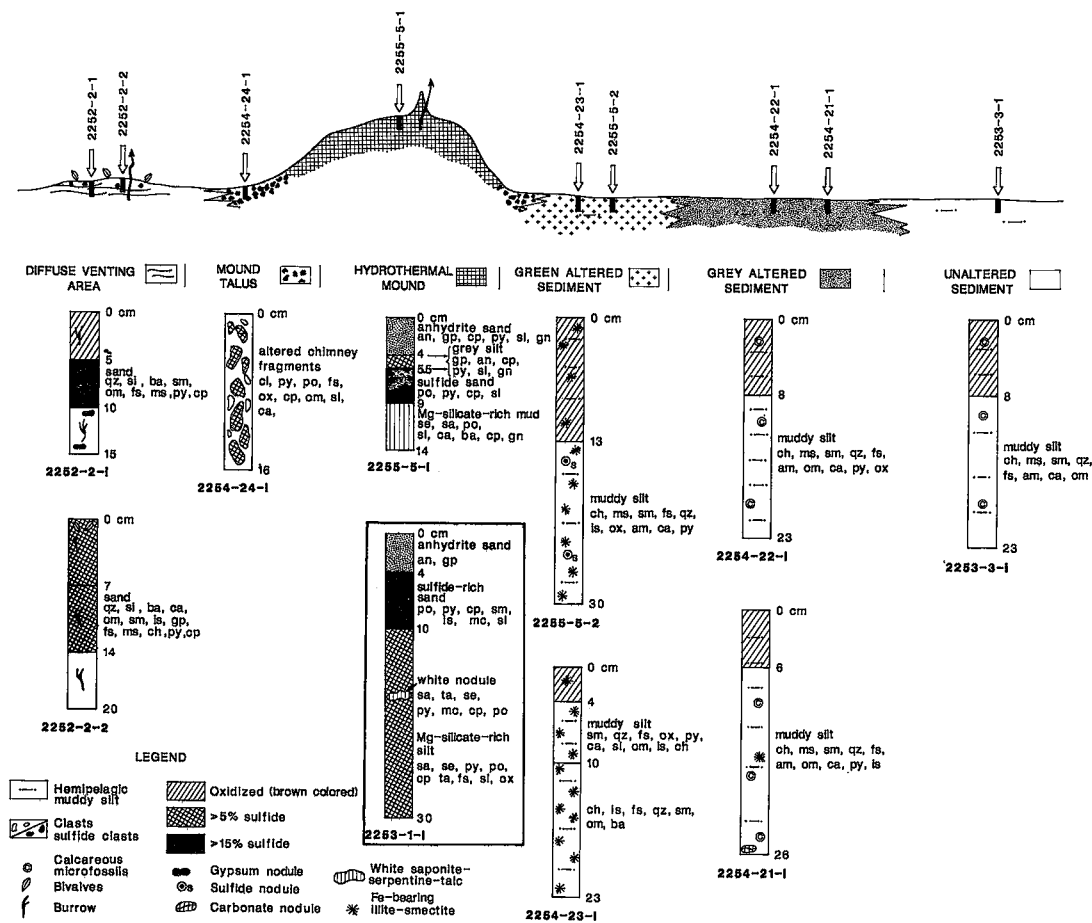 2252-2-1
2252-2-2
2254-24-1
2255-5-1
2254-23-1
2255-5-2
2254-22-1
2254-21-1
2253-3-1
DIFFUSE VENTING
AREA
MOUND
TALUS
HYDROTHERMAL
MOUND
GREEN ALTERED
SEDIMENT
GREY ALTERED
SEDIMENT
UNALTERED
SEDIMENT
0 cm
5
sand
qz, sl, ba, sm,
om, fs, ms, py, cp
10
15
2252-2-1
0 cm
7
sand
qz, sl, ba, ca,
om, sm, is, gp,
fs, ms, ch, py, cp
14
20
2252-2-2
0 cm
altered chimney
fragments
cl, py, po, fs,
ox, cp, om, sl,
ca,
16
2254-24-1
0 cm
anhydrite sand
an, gp, cp, py, sl, gn
4
grey silt
gp, an, cp,
py, sl, gn
5.5
sulfide sand
po, py, cp, sl
9
Mg-silicate-rich mud
se, sa, po,
sl, ca, ba, cp, gn
14
2255-5-1
0 cm
anhydrite sand
an, gp
4
sulfide-rich
sand
po, py, cp, sm,
is, mc, sl
10
white nodule
sa, ta, se,
py, mc, cp, po
Mg-silicate-rich
silt
sa, se, py, po,
cp ta, fs, sl, ox
30
2253-1-1
0 cm
13
muddy silt
ch, ms, sm, fs, qz,
is, ox, am, ca, py
S
S
30
2255-5-2
0 cm
4
muddy silt
sm, qz, fs, ox, py,
ca, sl, om, is, ch
10
ch, is, fs, qz, sm,
om, ba
23
2254-23-1
0 cm
8
muddy silt
ch, ms, sm, qz, fs,
am, om, ca, py, ox
23
2254-22-1
0 cm
6
muddy silt
ch, ms, sm, qz, fs,
am, om, ca, py, is
26
2254-21-1
0 cm
8
muddy silt
ch, ms, sm, qz,
fs, am, ca, om
23
2253-3-1
LEGEND
Hemipelagic
muddy silt
Clasts
sulfide clasts
Calcareous
microfossils
Bivalves
Burrow
Oxidized (brown colored)
>5% sulfide
>15% sulfide
Gypsum nodule
S Sulfide nodule
Carbonate nodule
White saponite-
serpentine-talc
Fe-bearing
illite-smectite